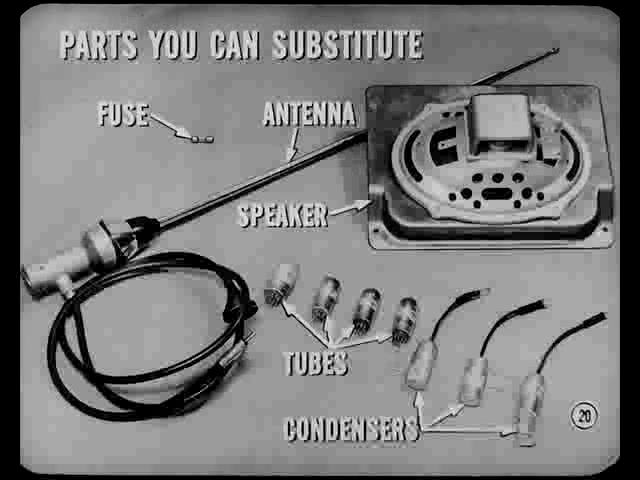 PARTS YOU CAN SUBSTITUTE
FUSE
ANTENNA
SPEAKER
TUBES
CONDENSERS
20